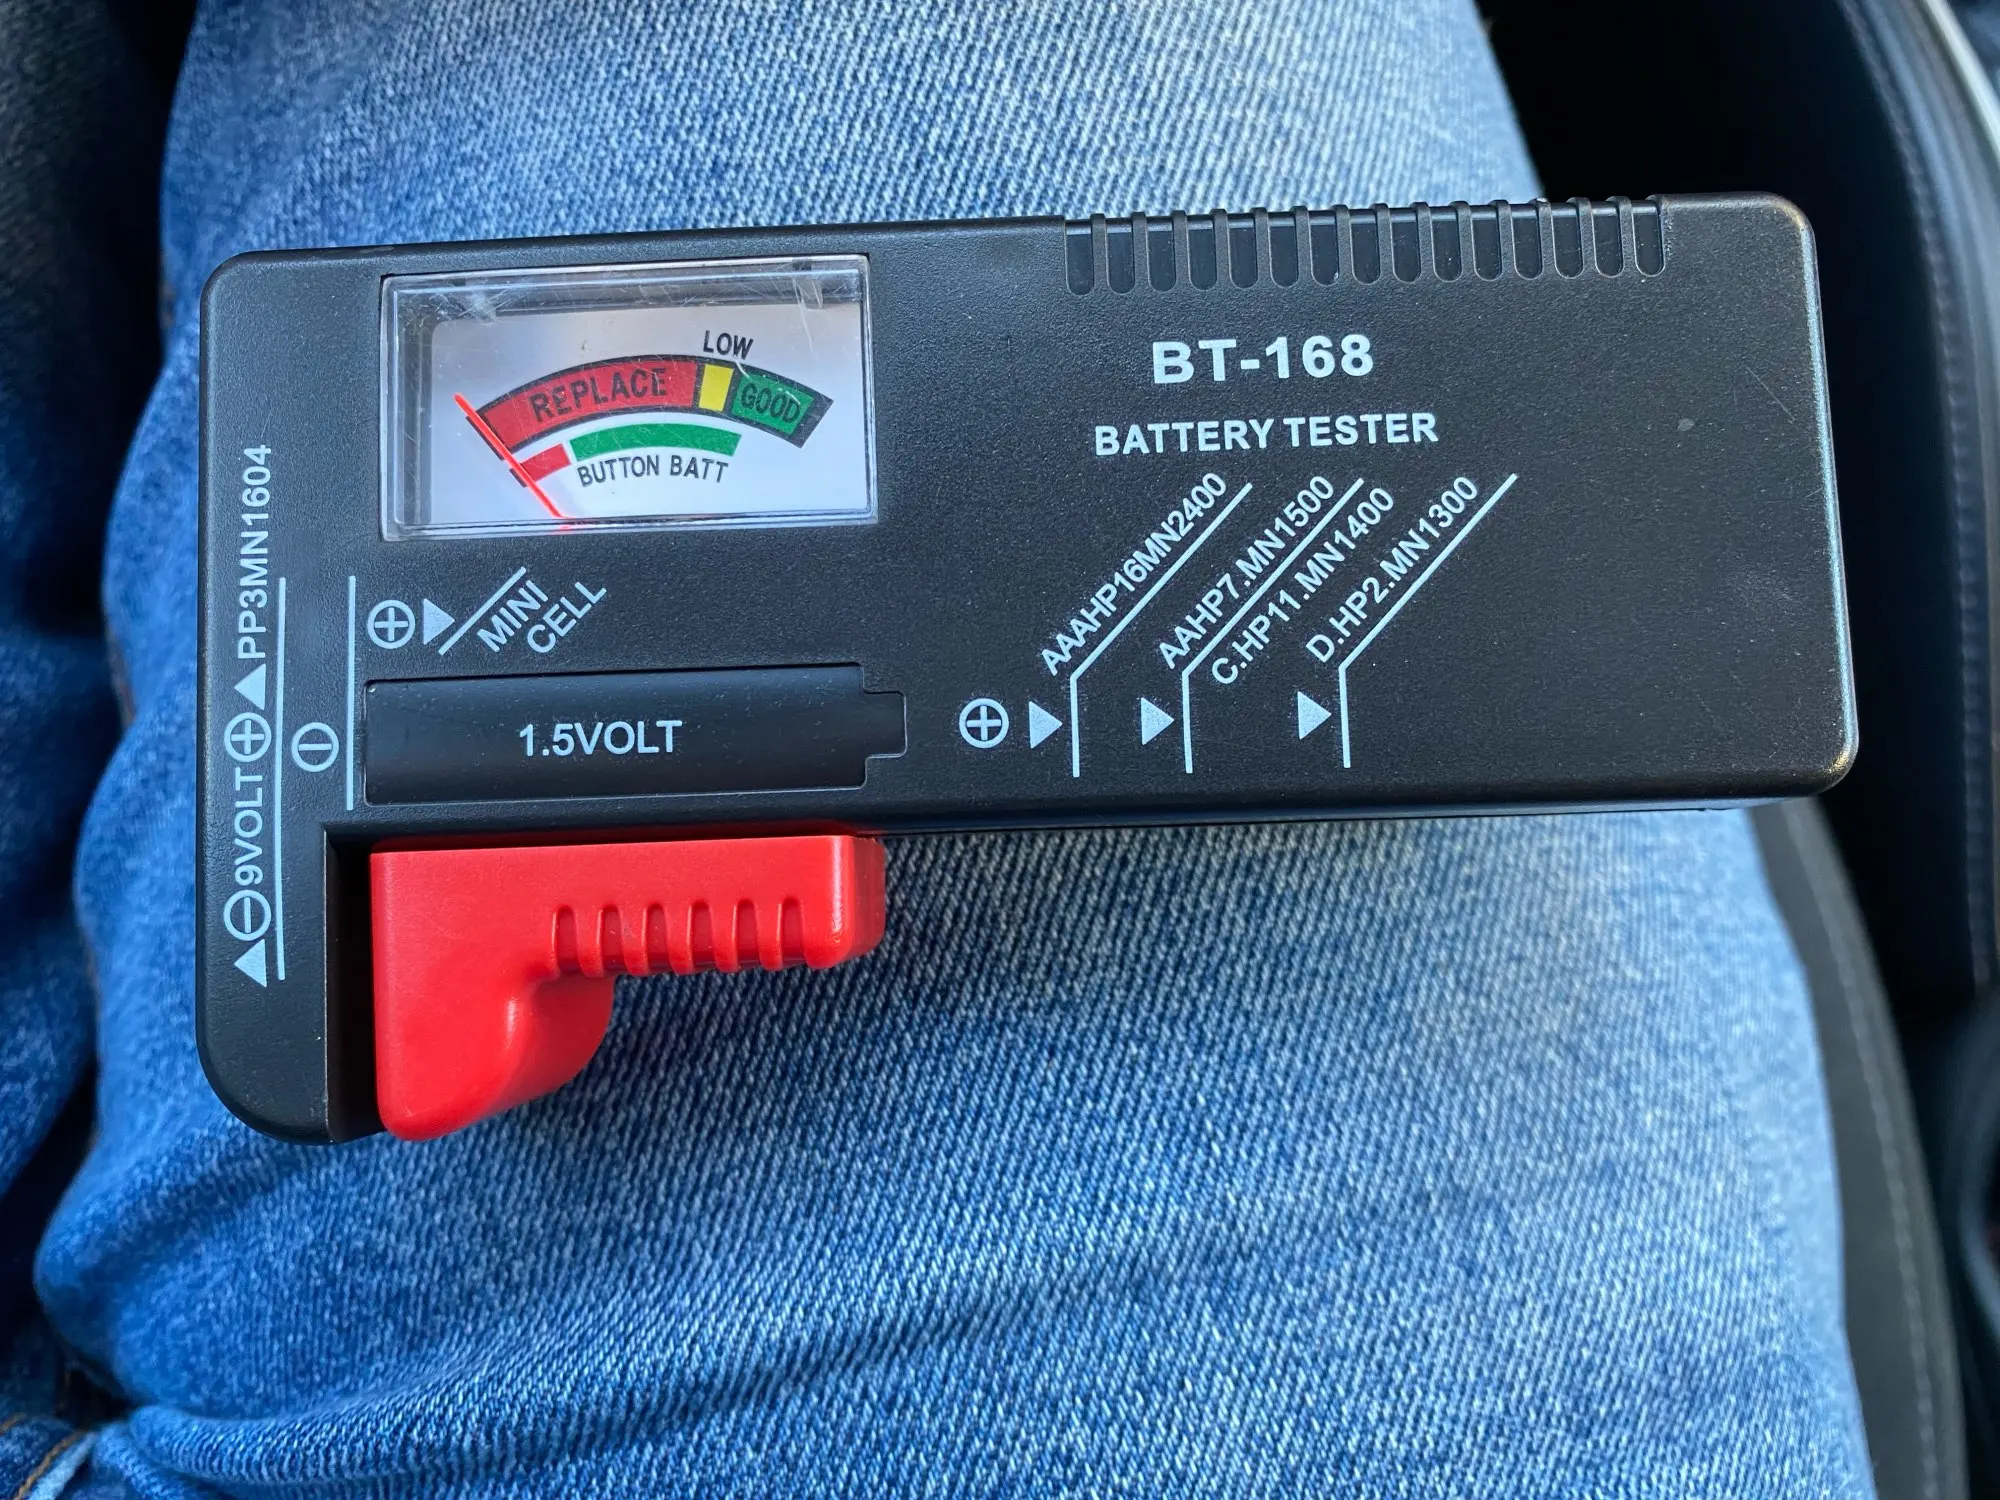 LOW
REPLACE
GOOD
BUTTON BATT
BT-168
BATTERY TESTER
AAAHP16MN2400
AAHP7.MN1500
C.HP11.MN1400
D.HP2.MN1300
MINI
CELL
1.5VOLT
⊕
⊖
⊕
▲⊖9VOLT⊕▲PP3MN1604